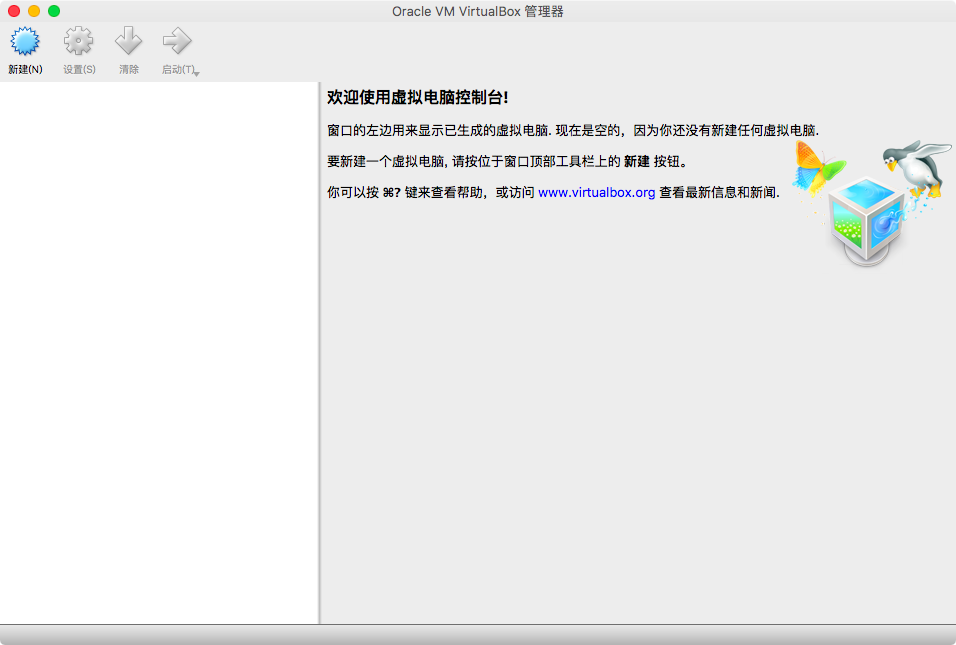 Oracle VM VirtualBox 管理器
新建(N) 设置(S) 清除 启动(T)
欢迎使用虚拟电脑控制台!
窗口的左边用来显示已生成的虚拟电脑. 现在是空的，因为你还没有新建任何虚拟电脑.
要新建一个虚拟电脑, 请按位于窗口顶部工具栏上的 新建 按钮。
你可以按 ⌘? 键来查看帮助，或访问 www.virtualbox.org 查看最新信息和新闻.